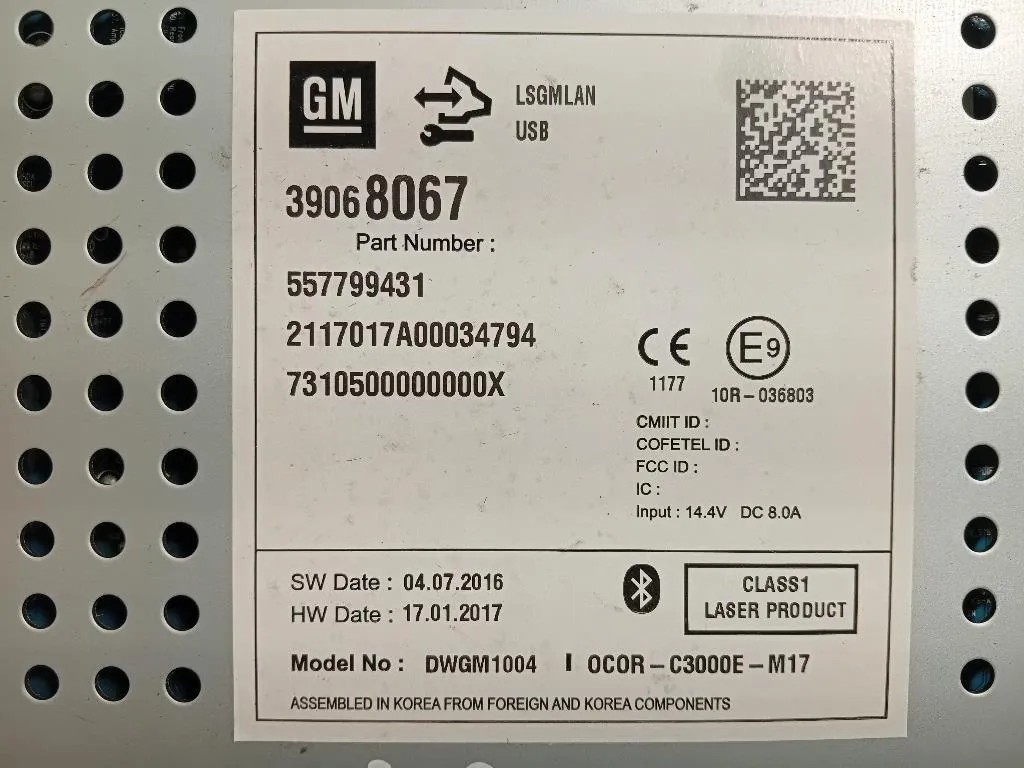 GM
LSGMLAN
USB
39068067
Part Number :
557799431
2117017A00034794
7310500000000X
CE
1177
E9
10R-036803
CMIIT ID :
COFETEL ID :
FCC ID :
IC :
Input : 14.4V DC 8.0A
SW Date : 04.07.2016
HW Date : 17.01.2017
CLASS1
LASER PRODUCT
Model No : DWGM1004 I OCOR-C3000E-M17
ASSEMBLED IN KOREA FROM FOREIGN AND KOREA COMPONENTS